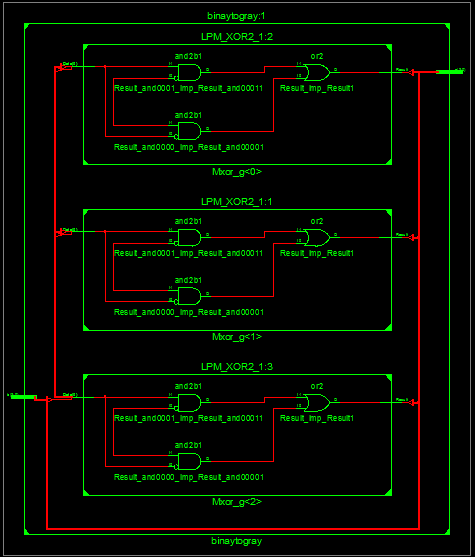 binaytogray:1
LPM_XOR2_1:2
and2b1
or2
Result_and0001_imp_Result_and00011
Result_imp_Result1
and2b1
Result_and0000_imp_Result_and00001
Mxor_g<0>
LPM_XOR2_1:1
and2b1
or2
Result_and0001_imp_Result_and00011
Result_imp_Result1
and2b1
Result_and0000_imp_Result_and00001
Mxor_g<1>
LPM_XOR2_1:3
and2b1
or2
Result_and0001_imp_Result_and00011
Result_imp_Result1
and2b1
Result_and0000_imp_Result_and00001
Mxor_g<2>
binaytogray